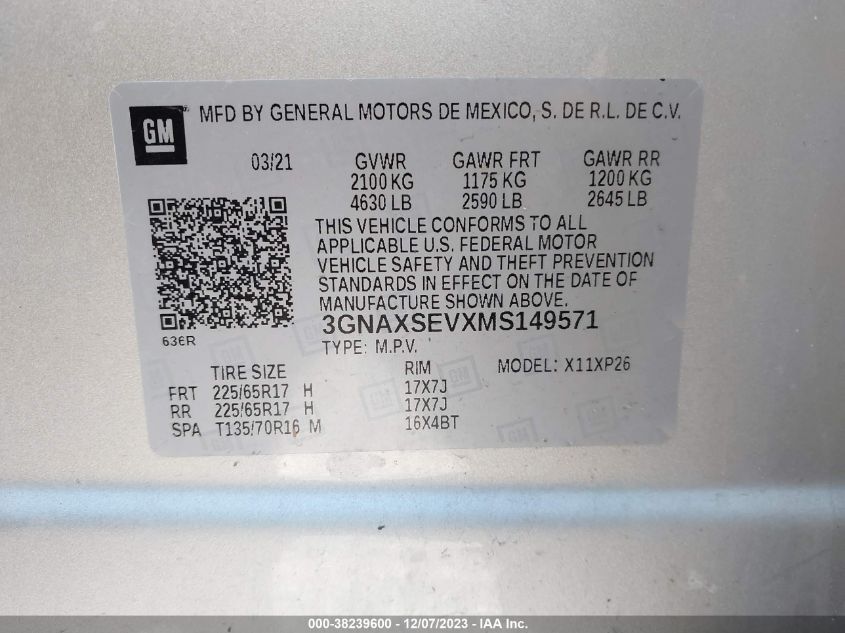 GM MFD BY GENERAL MOTORS DE MEXICO, S. DE R.L. DE C.V.
03/21 GVWR GAWR FRT GAWR RR
2100 KG 1175 KG 1200 KG
4630 LB 2590 LB 2645 LB
THIS VEHICLE CONFORMS TO ALL
APPLICABLE U.S. FEDERAL MOTOR
VEHICLE SAFETY AND THEFT PREVENTION
STANDARDS IN EFFECT ON THE DATE OF
MANUFACTURE SHOWN ABOVE.
3GNAXSEVXMS149571
636R
TYPE: M.P.V.
TIRE SIZE RIM MODEL: X11XP26
FRT 225/65R17 H 17X7J
RR 225/65R17 H 17X7J
SPA T135/70R16 M 16X4BT
000-38239600 - 12/07/2023 - IAA Inc.